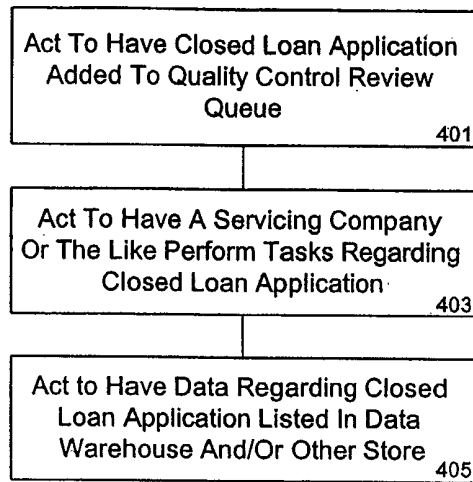 Act To Have Closed Loan Application
Added To Quality Control Review
Queue
401
Act To Have A Servicing Company
Or The Like Perform Tasks Regarding
Closed Loan Application
403
Act to Have Data Regarding Closed
Loan Application Listed In Data
Warehouse And/Or Other Store
405